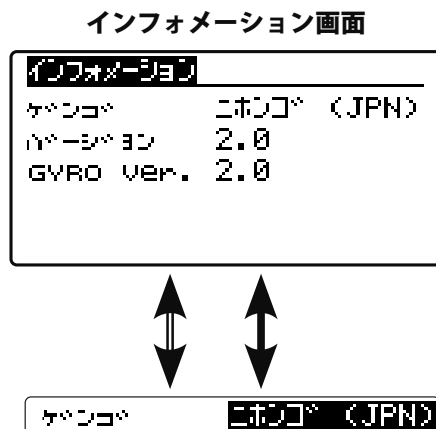 インフォメーション画面
インフォメーション
ゲンゴ ニホンゴ (JPN)
バージョン 2.0
GYRO Ver. 2.0
ゲンゴ ニホンゴ (JPN)